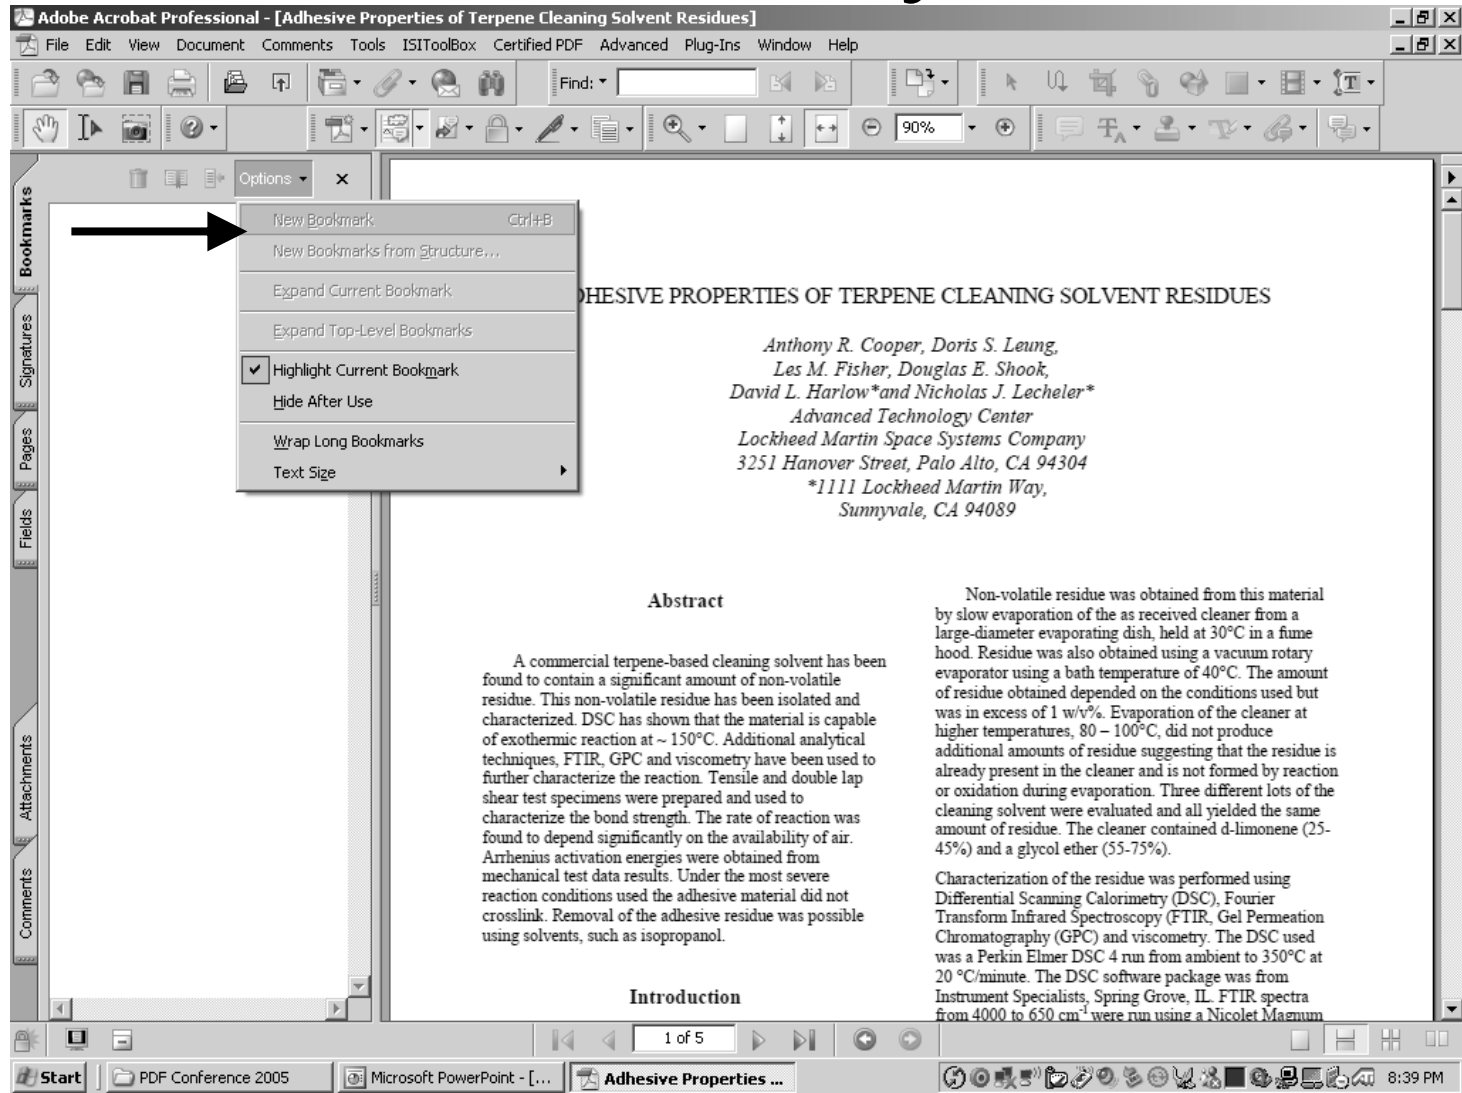 Adobe Acrobat Professional - [Adhesive Properties of Terpene Cleaning Solvent Residues]
File Edit View Document Comments Tools ISIToolBox Certified PDF Advanced Plug-Ins Window Help
Find:
90%
Options
Bookmarks
Signatures
Pages
Fields
Attachments
Comments
New Bookmark Ctrl+B
New Bookmarks from Structure...
Expand Current Bookmark
Expand Top-Level Bookmarks
Highlight Current Bookmark
Hide After Use
Wrap Long Bookmarks
Text Size
HESIVE PROPERTIES OF TERPENE CLEANING SOLVENT RESIDUES
Anthony R. Cooper, Doris S. Leung,
Les M. Fisher, Douglas E. Shook,
David L. Harlow*and Nicholas J. Lecheler*
Advanced Technology Center
Lockheed Martin Space Systems Company
3251 Hanover Street, Palo Alto, CA 94304
*1111 Lockheed Martin Way,
Sunnyvale, CA 94089
Abstract
A commercial terpene-based cleaning solvent has been
found to contain a significant amount of non-volatile
residue. This non-volatile residue has been isolated and
characterized. DSC has shown that the material is capable
of exothermic reaction at ~ 150°C. Additional analytical
techniques, FTIR, GPC and viscometry have been used to
further characterize the reaction. Tensile and double lap
shear test specimens were prepared and used to
characterize the bond strength. The rate of reaction was
found to depend significantly on the availability of air.
Arrhenius activation energies were obtained from
mechanical test data results. Under the most severe
reaction conditions used the adhesive material did not
crosslink. Removal of the adhesive residue was possible
using solvents, such as isopropanol.
Introduction
Non-volatile residue was obtained from this material
by slow evaporation of the as received cleaner from a
large-diameter evaporating dish, held at 30°C in a fume
hood. Residue was also obtained using a vacuum rotary
evaporator using a bath temperature of 40°C. The amount
of residue obtained depended on the conditions used but
was in excess of 1 w/v%. Evaporation of the cleaner at
higher temperatures, 80 – 100°C, did not produce
additional amounts of residue suggesting that the residue is
already present in the cleaner and is not formed by reaction
or oxidation during evaporation. Three different lots of the
cleaning solvent were evaluated and all yielded the same
amount of residue. The cleaner contained d-limonene (25-
45%) and a glycol ether (55-75%).
Characterization of the residue was performed using
Differential Scanning Calorimetry (DSC), Fourier
Transform Infrared Spectroscopy (FTIR, Gel Permeation
Chromatography (GPC) and viscometry. The DSC used
was a Perkin Elmer DSC 4 run from ambient to 350°C at
20 °C/minute. The DSC software package was from
Instrument Specialists, Spring Grove, IL. FTIR spectra
from 4000 to 650 cm-1 were run using a Nicolet Magnum
1 of 5
Start PDF Conference 2005 Microsoft PowerPoint - [... Adhesive Properties ... 8:39 PM